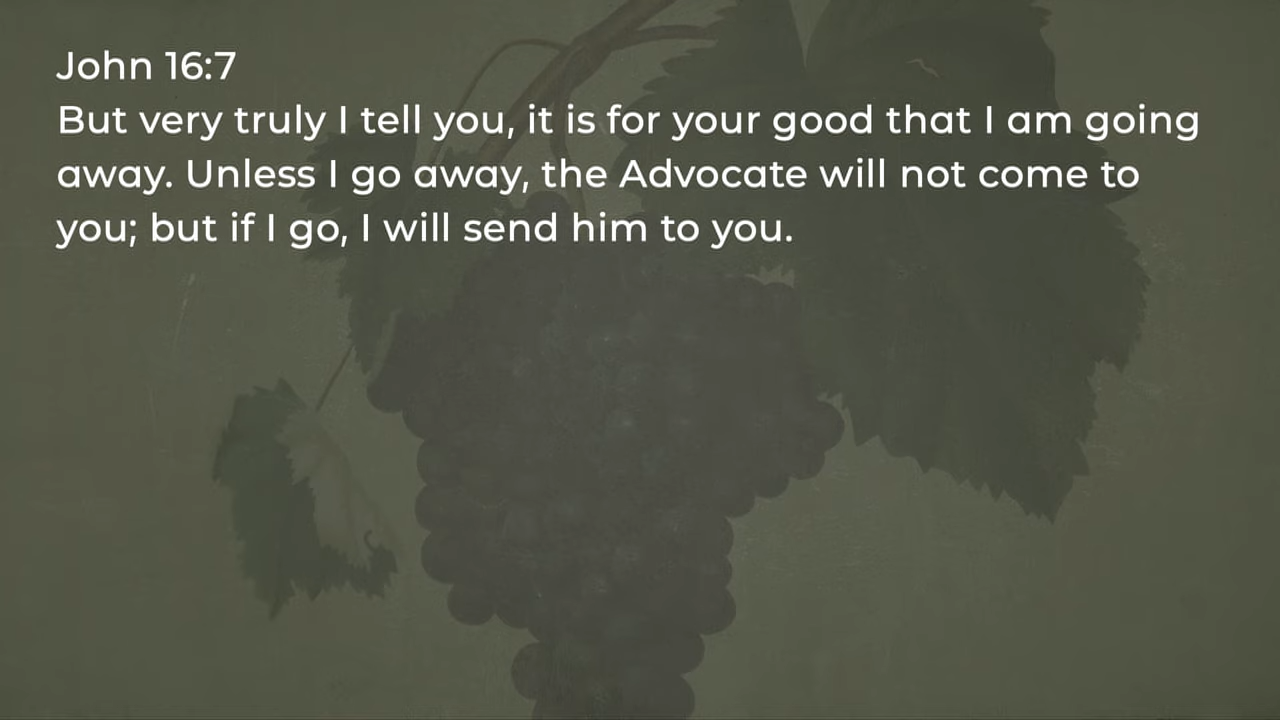 John 16:7
But very truly I tell you, it is for your good that I am going
away. Unless I go away, the Advocate will not come to
you; but if I go, I will send him to you.